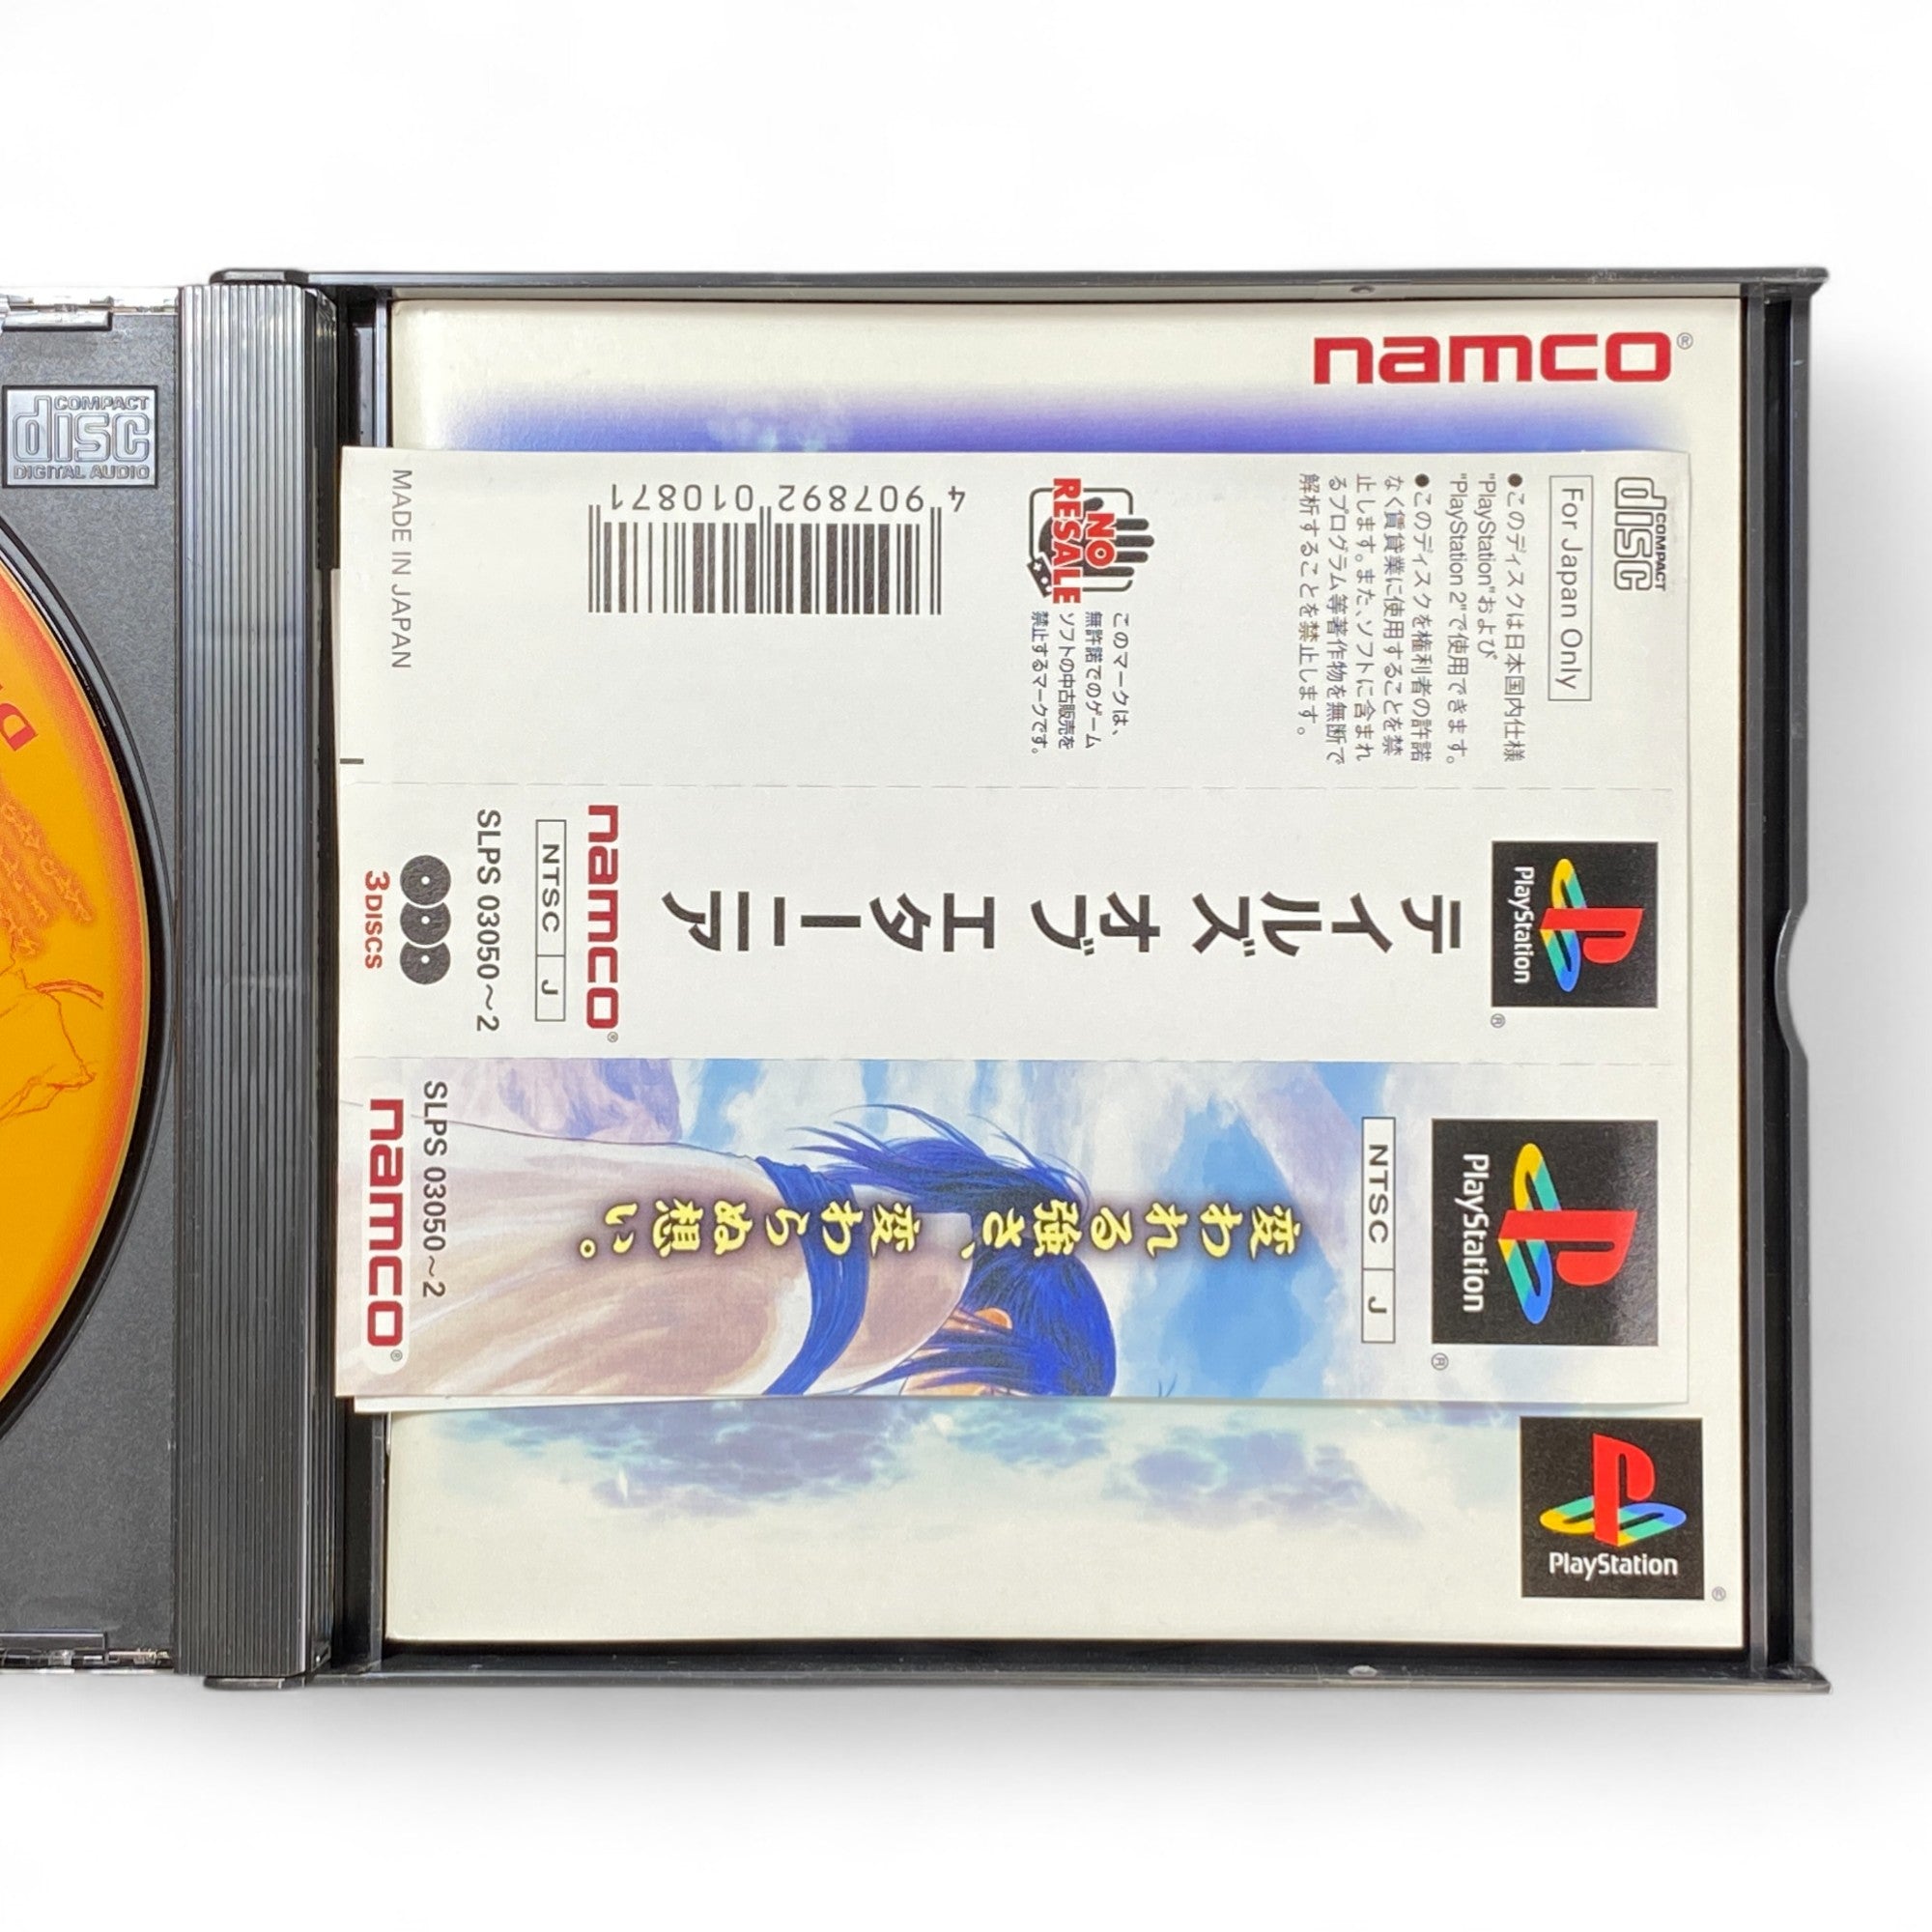 namco®
COMPACT
disc
DIGITAL AUDIO
D
COMPACT
disc
For Japan Only
●このディスクは日本国内仕様
"PlayStation"および
"PlayStation 2"で使用できます。
●このディスクを権利者の許諾
なく賃貸業に使用することを禁
止します。また、ソフトに含まれ
るプログラム等著作物を無断で
解析することを禁止します。
NO
RESALE
このマークは、
無許諾でのゲーム
ソフトの中古販売を
禁止するマークです。
4 907892 010871
MADE IN JAPAN
PlayStation
®
テイルズ オブ エターニア
namco®
NTSC J
SLPS 03050~2
3DISCS
PlayStation
®
NTSC J
変われる強さ、変わらぬ想い。
SLPS 03050~2
namco®
PlayStation
®